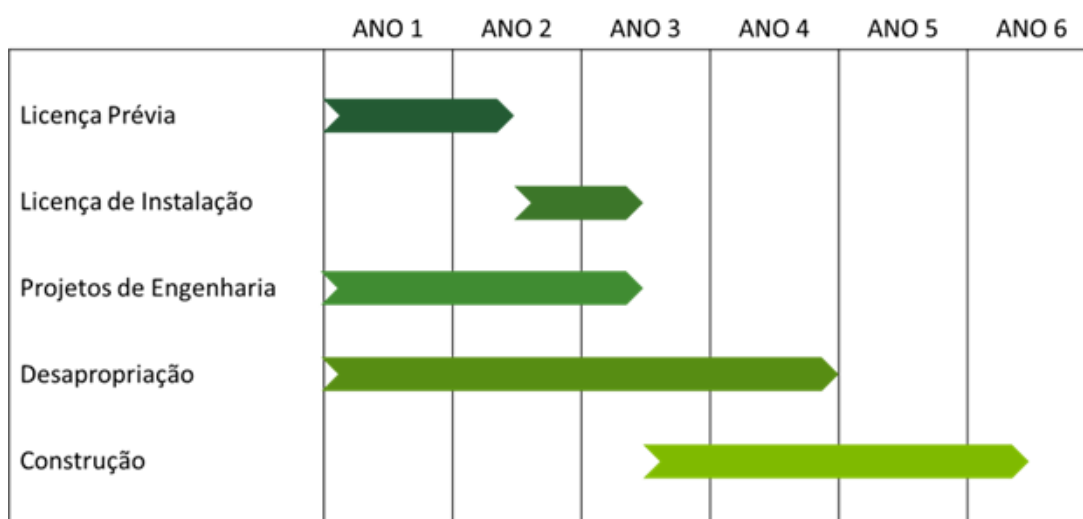 ANO 1 ANO 2 ANO 3 ANO 4 ANO 5 ANO 6
Licença Prévia
Licença de Instalação
Projetos de Engenharia
Desapropriação
Construção